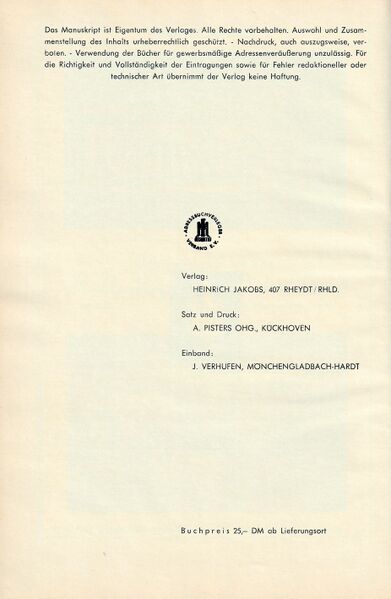 Das Manuskript ist Eigentum des Verlages. Alle Rechte vorbehalten. Auswahl und Zusam-
menstellung des Inhalts urheberrechtlich geschützt. - Nachdruck, auch auszugsweise, ver-
boten. - Verwendung der Bücher für gewerbsmäßige Adressenveräußerung unzulässig. Für
die Richtigkeit und Vollständigkeit der Eintragungen sowie für Fehler redaktioneller oder
technischer Art übernimmt der Verlag keine Haftung.
ADRESSBUCHVERLEGER
VERBAND E.V.
Verlag:
HEINRICH JAKOBS, 407 RHEYDT/RHLD.
Satz und Druck:
A. PISTERS OHG., KÜCKHOVEN
Einband:
J. VERHUFEN, MÖNCHENGLADBACH-HARDT
Buchpreis 25,– DM ab Lieferungsort